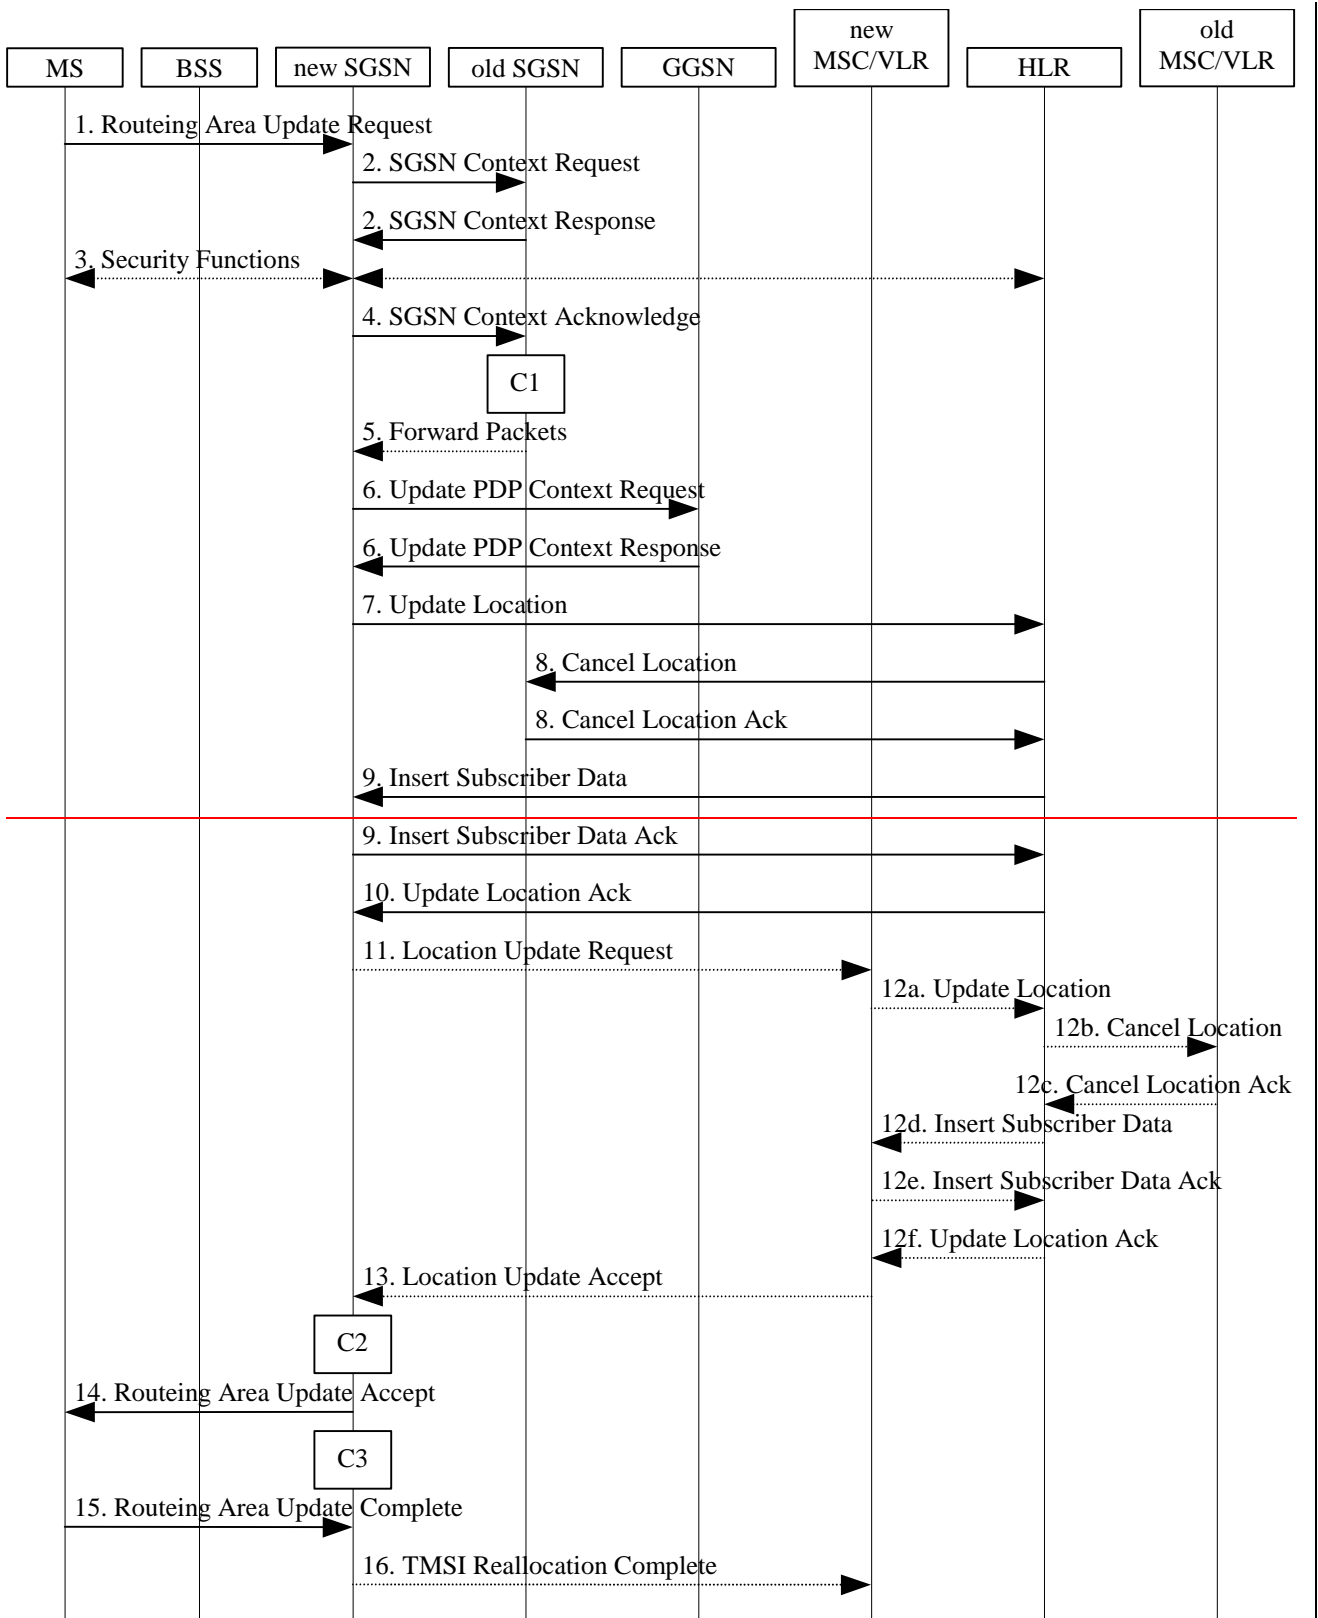 new
MSC/VLR
old
MSC/VLR
MS
BSS
new SGSN
old SGSN
GGSN
HLR
1. Routeing Area Update Request
2. SGSN Context Request
2. SGSN Context Response
3. Security Functions
4. SGSN Context Acknowledge
C1
5. Forward Packets
6. Update PDP Context Request
6. Update PDP Context Response
7. Update Location
8. Cancel Location
8. Cancel Location Ack
9. Insert Subscriber Data
9. Insert Subscriber Data Ack
10. Update Location Ack
11. Location Update Request
12a. Update Location
12b. Cancel Location
12c. Cancel Location Ack
12d. Insert Subscriber Data
12e. Insert Subscriber Data Ack
12f. Update Location Ack
13. Location Update Accept
C2
14. Routeing Area Update Accept
C3
15. Routeing Area Update Complete
16. TMSI Reallocation Complete